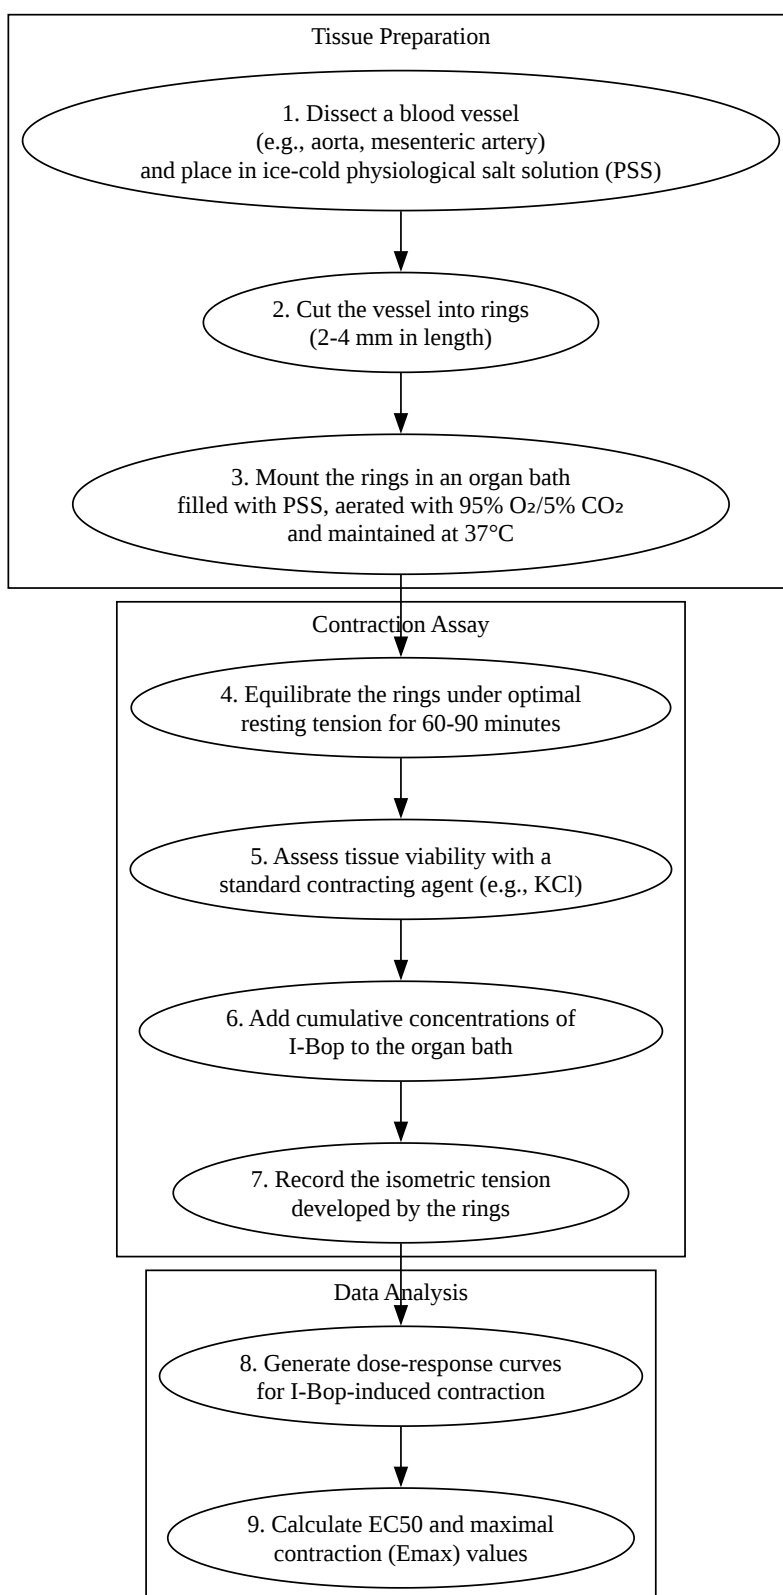 Tissue Preparation
1. Dissect a blood vessel
(e.g., aorta, mesenteric artery)
and place in ice-cold physiological salt solution (PSS)
2. Cut the vessel into rings
(2-4 mm in length)
3. Mount the rings in an organ bath
filled with PSS, aerated with 95% O₂/5% CO₂
and maintained at 37°C
Contraction Assay
4. Equilibrate the rings under optimal
resting tension for 60-90 minutes
5. Assess tissue viability with a
standard contracting agent (e.g., KCl)
6. Add cumulative concentrations of
I-Bop to the organ bath
7. Record the isometric tension
developed by the rings
Data Analysis
8. Generate dose-response curves
for I-Bop-induced contraction
9. Calculate EC50 and maximal
contraction (Emax) values